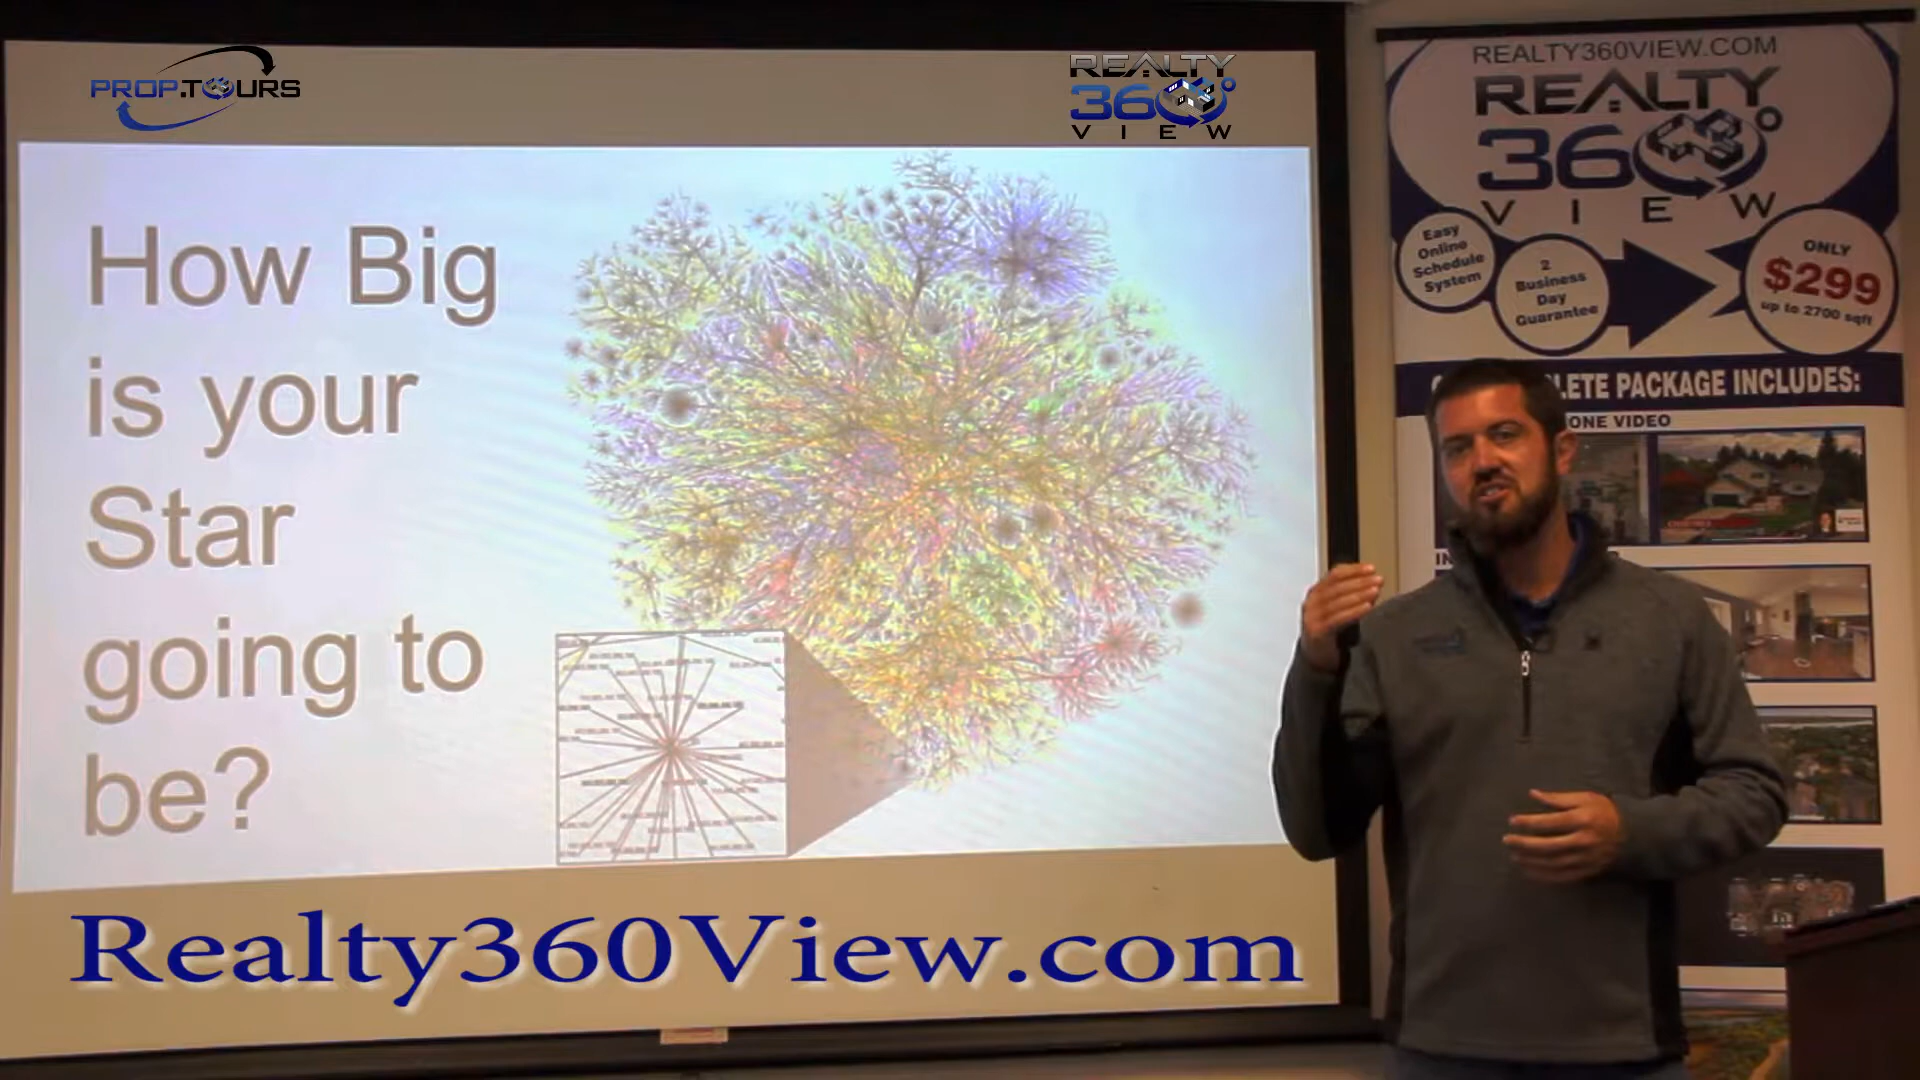 PROP.TOURS
REALTY
360°
VIEW
How Big
is your
Star
going to
be?
Realty360View.com
REALTY360VIEW.COM
REALTY
360°
VIEW
Easy
Online
Schedule
System
2
Business
Day
Guarantee
ONLY
$299
up to 2700 sqft
LETE PACKAGE INCLUDES:
ONE VIDEO